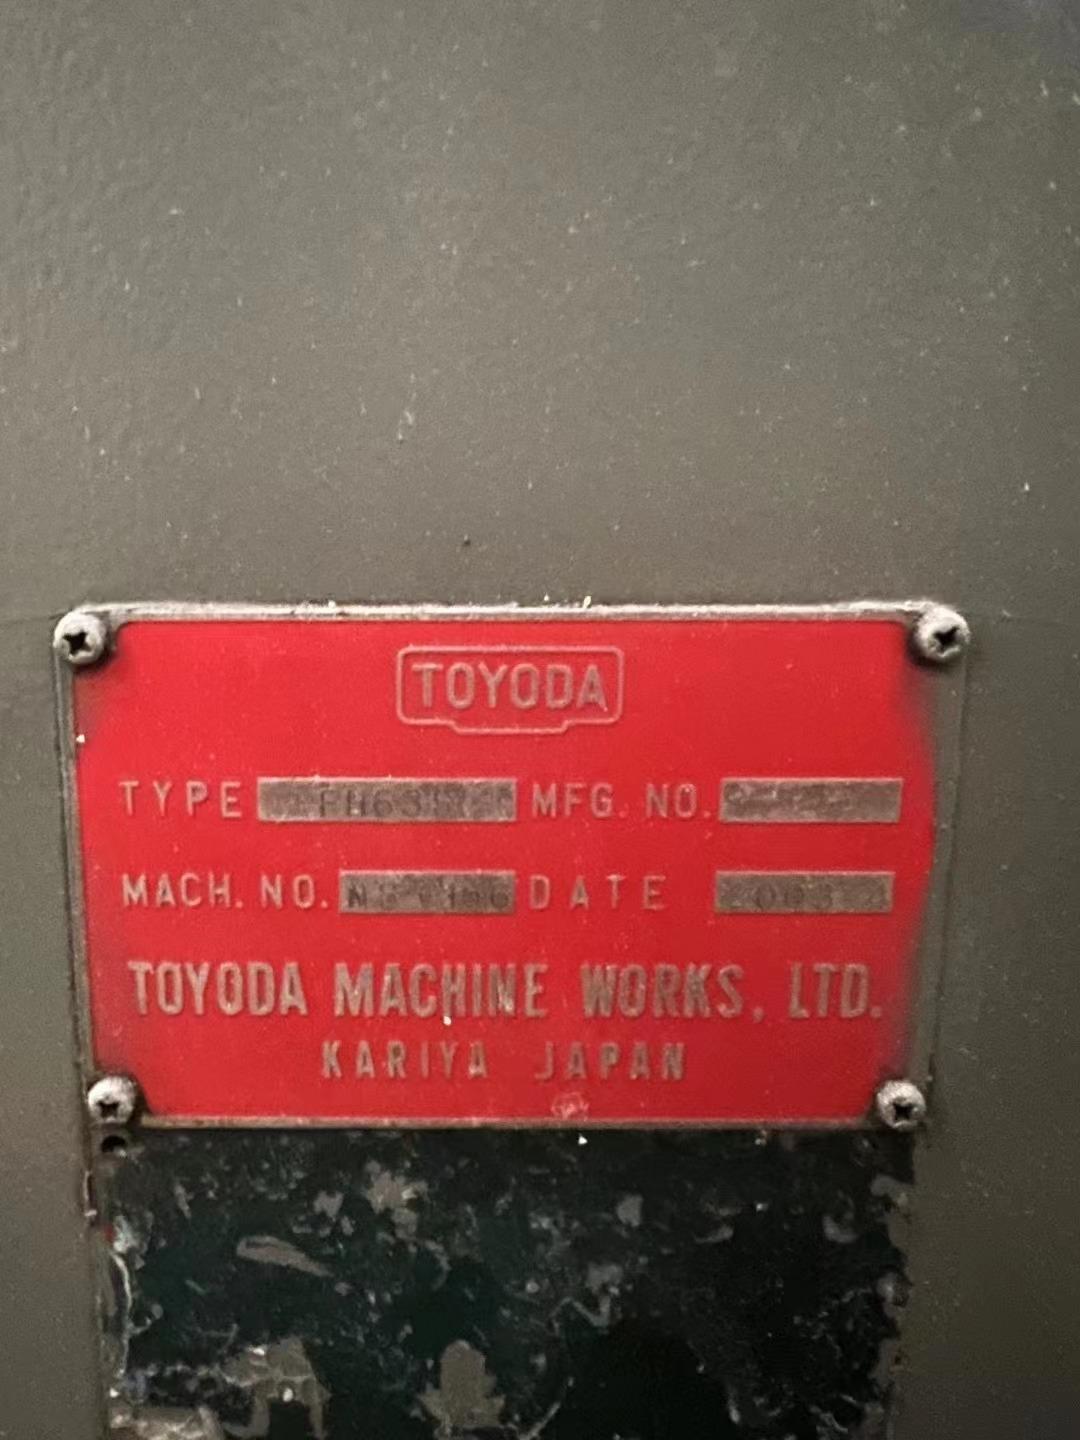 TOYODA
TYPE MFG. NO.
MACH. NO. DATE
TOYODA MACHINE WORKS, LTD.
KARIYA JAPAN